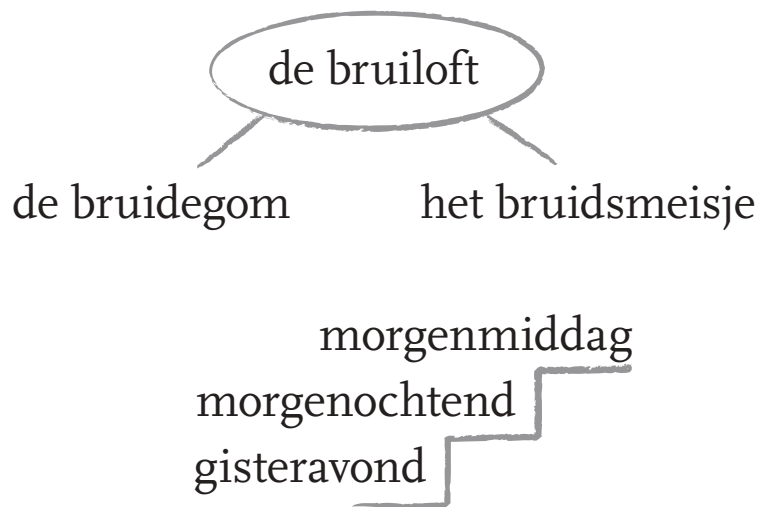 de bruiloft
de bruidegom het bruidsmeisje
morgenmiddag
morgenochtend
gisteravond